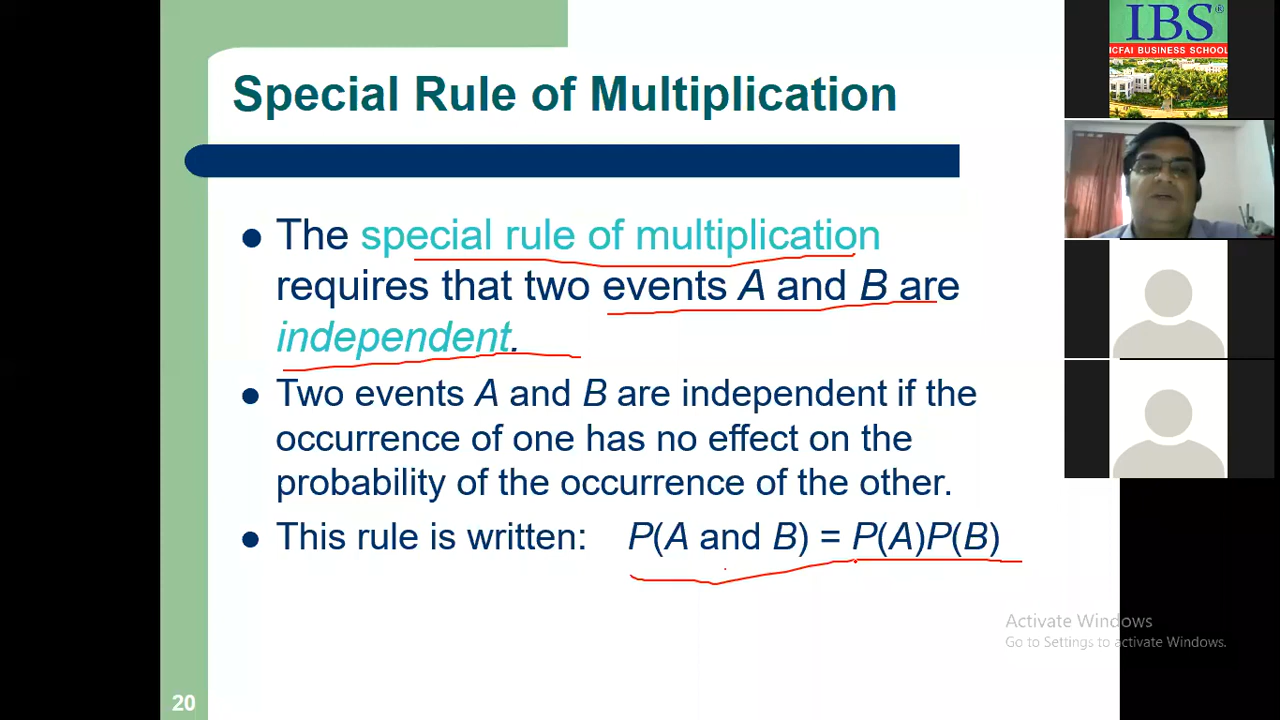 Special Rule of Multiplication
● The special rule of multiplication
requires that two events A and B are
independent.
● Two events A and B are independent if the
occurrence of one has no effect on the
probability of the occurrence of the other.
● This rule is written: P(A and B) = P(A)P(B)
20
IBS®
ICFAI BUSINESS SCHOOL
Activate Windows
Go to Settings to activate Windows.